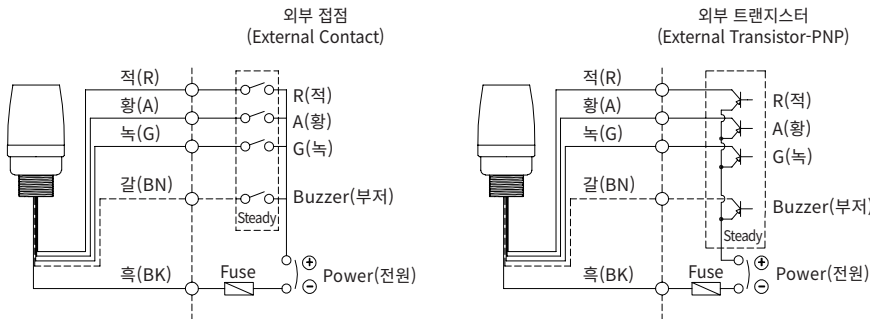 외부 접점
(External Contact)
적(R)
황(A)
녹(G)
갈(BN)
흑(BK)
R(적)
A(황)
G(녹)
Buzzer(부저)
Steady
Fuse
+
−
Power(전원)
외부 트랜지스터
(External Transistor-PNP)
적(R)
황(A)
녹(G)
갈(BN)
흑(BK)
R(적)
A(황)
G(녹)
Buzzer(부저)
Steady
Fuse
+
−
Power(전원)